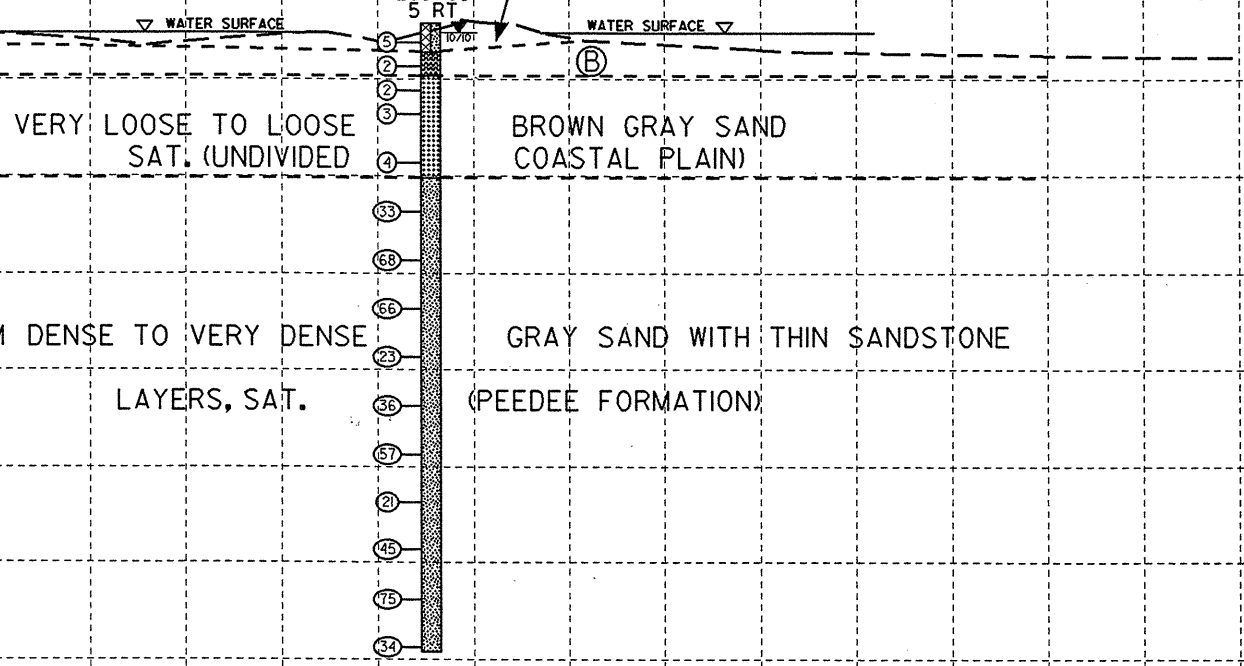 5 RT
WATER SURFACE
WATER SURFACE
5
10/10
B
2
2
3
VERY LOOSE TO LOOSE BROWN GRAY SAND
4
SAT. (UNDIVIDED COASTAL PLAIN)
33
68
66
DENSE TO VERY DENSE GRAY SAND WITH THIN SANDSTONE
23
LAYERS, SAT. (PEEDEE FORMATION)
36
57
21
45
75
34